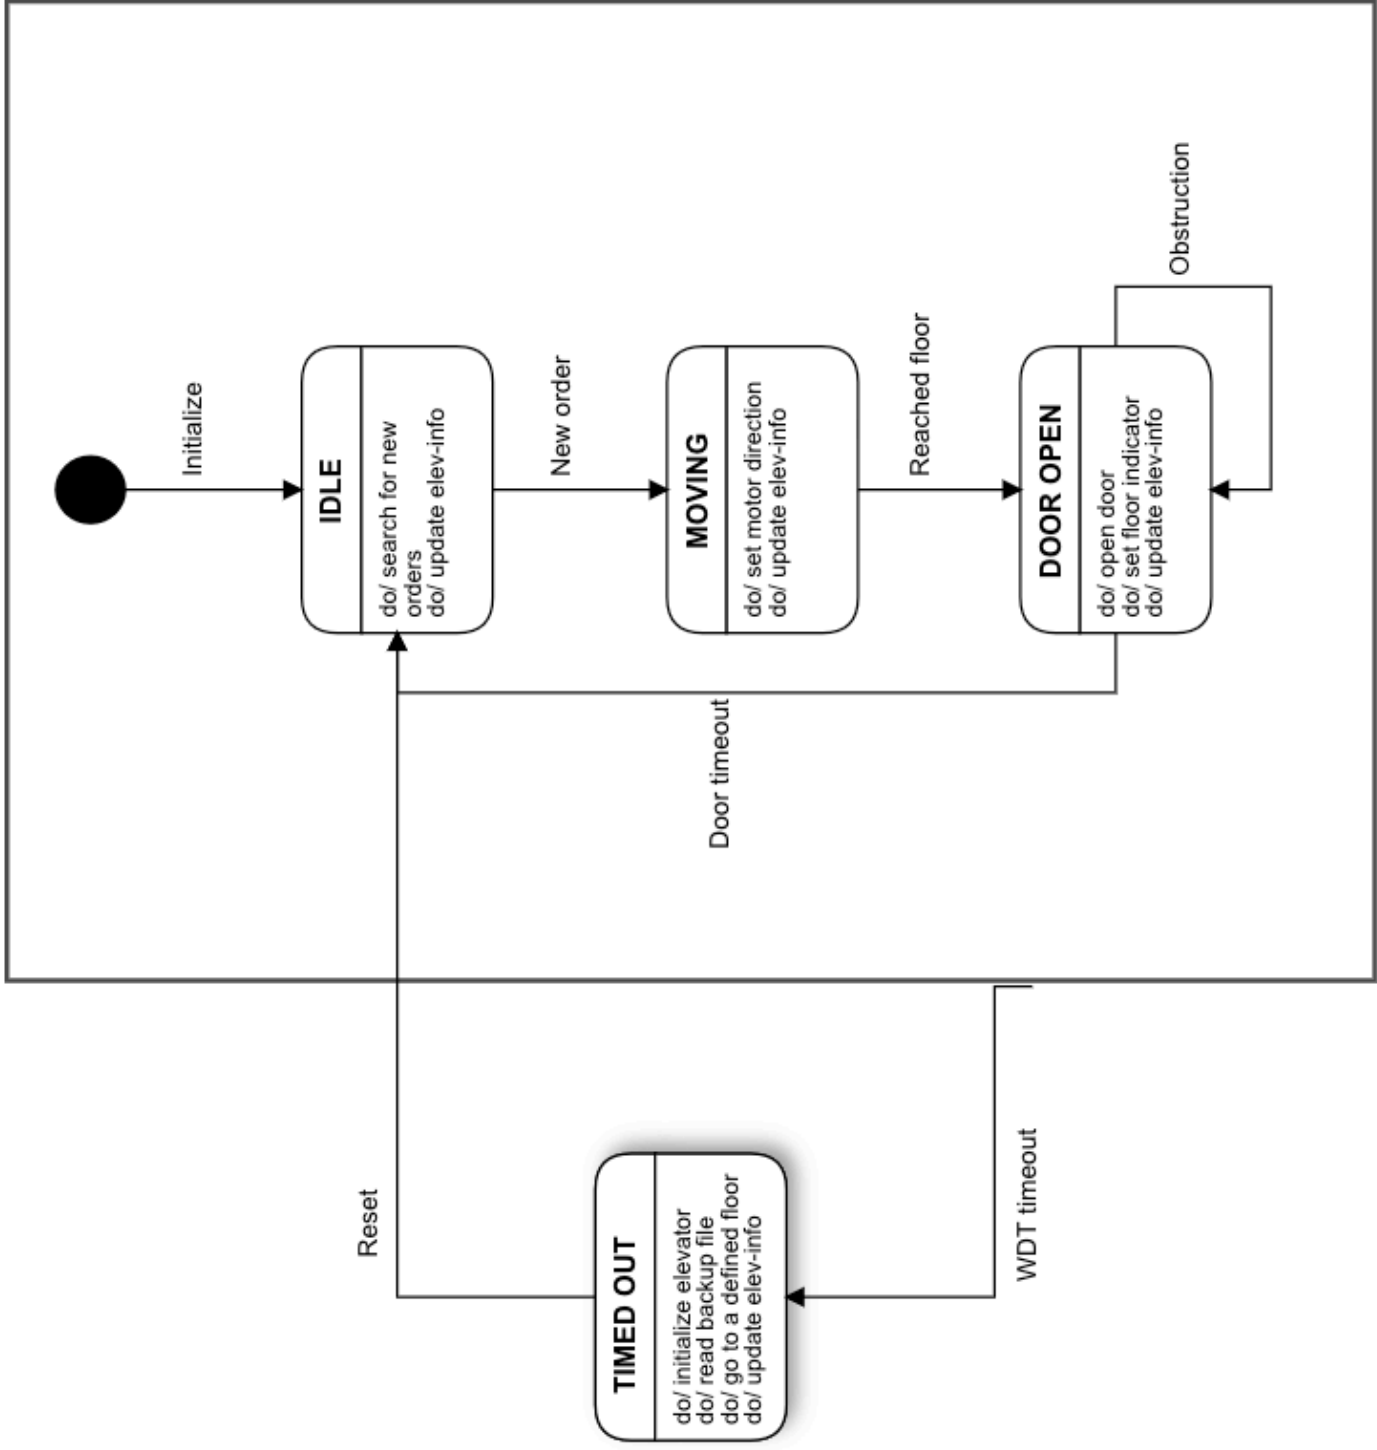 Initialize
IDLE
do/ search for new
orders
do/ update elev-info
New order
MOVING
do/ set motor direction
do/ update elev-info
Reached floor
DOOR OPEN
do/ open door
do/ set floor indicator
do/ update elev-info
Obstruction
Door timeout
Reset
TIMED OUT
do/ initialize elevator
do/ read backup file
do/ go to a defined floor
do/ update elev-info
WDT timeout